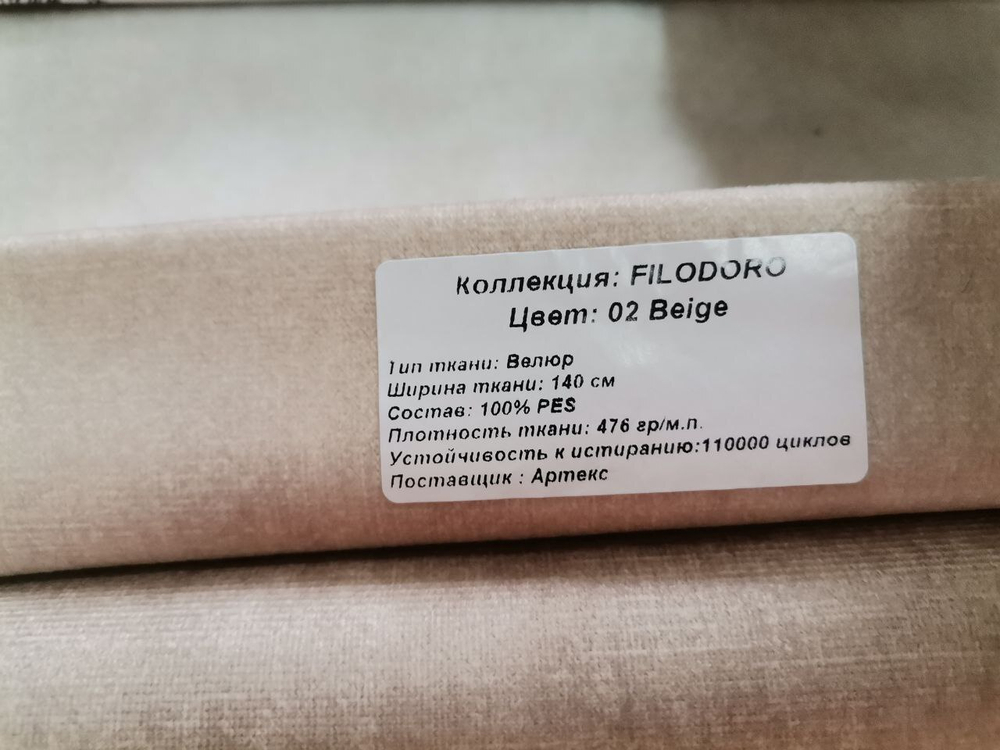 Коллекция: FILODORO
Цвет: 02 Beige
Тип ткани: Велюр
Ширина ткани: 140 см
Состав: 100% PES
Плотность ткани: 476 гр/м.п.
Устойчивость к истиранию:110000 циклов
Поставщик : Артекс